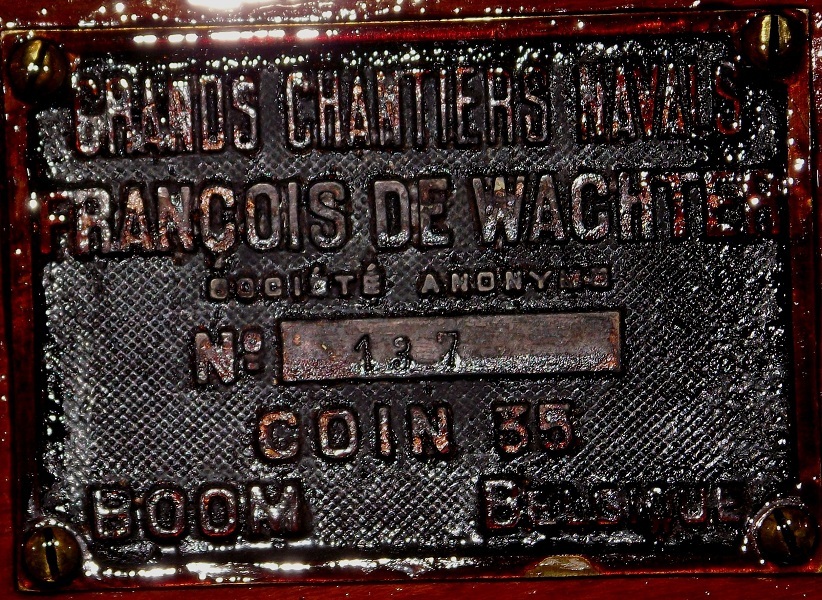 GRANDS CHANTIERS NAVALS
FRANÇOIS DE WACHTER
SOCIÉTÉ ANONYME
Nº 137
COIN 35
BOOM BELGIQUE